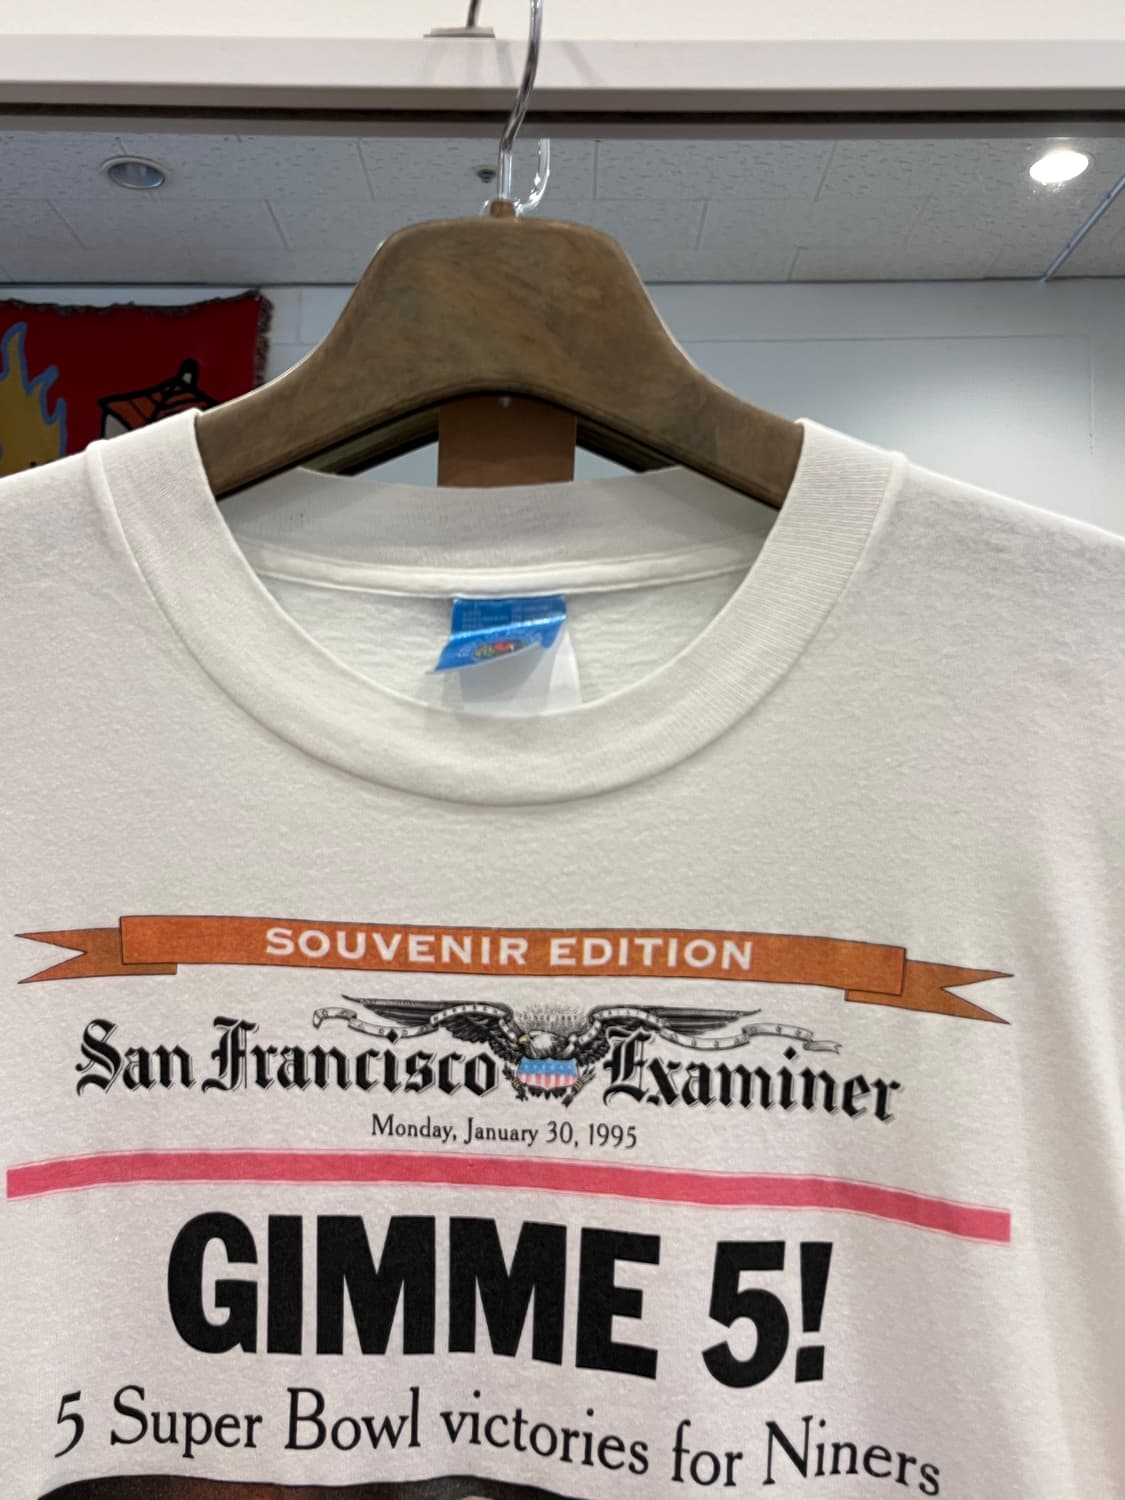 SOUVENIR EDITION
San Francisco Examiner
Monday, January 30, 1995
GIMME 5!
5 Super Bowl victories for Niners